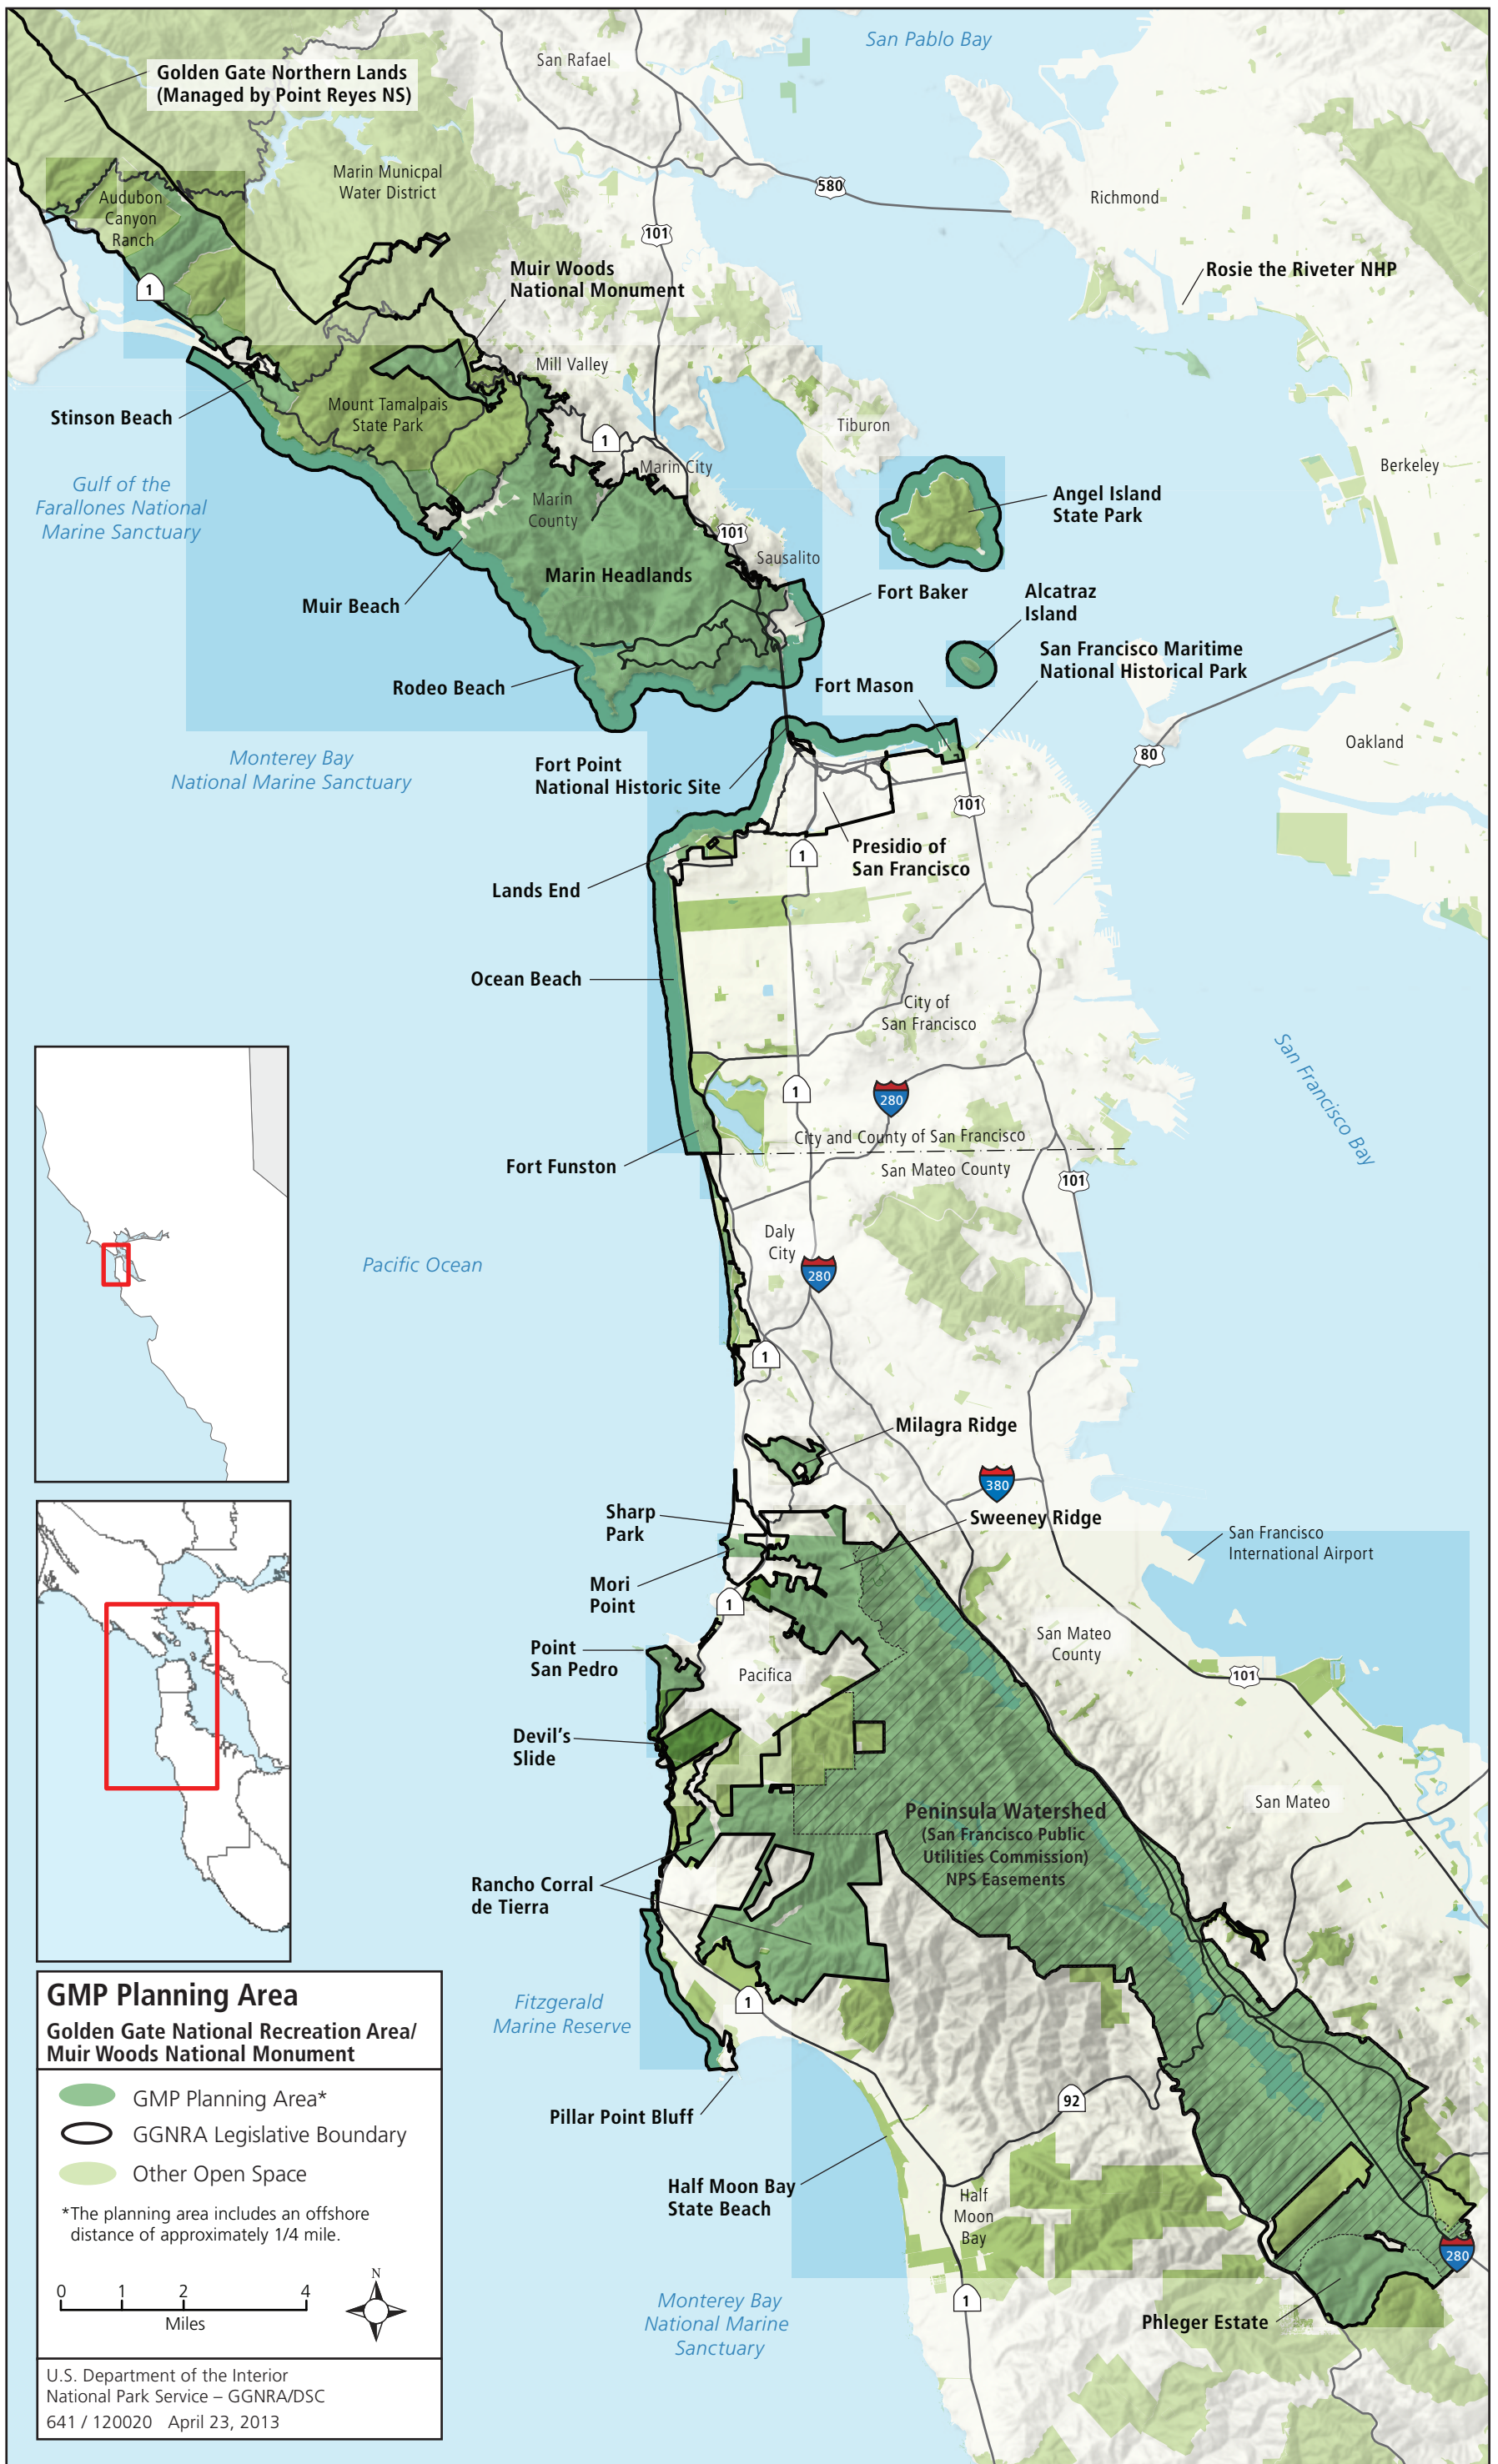 San Pablo Bay
San Rafael
Golden Gate Northern Lands
(Managed by Point Reyes NS)
Marin Municpal
Water District
580
Richmond
Audubon
Canyon
Ranch
101
Muir Woods
National Monument
Rosie the Riveter NHP
1
Mill Valley
Stinson Beach
Mount Tamalpais
State Park
Tiburon
1
Marin City
Berkeley
Gulf of the
Farallones National
Marine Sanctuary
Marin
County
Angel Island
State Park
101
Sausalito
Marin Headlands
Fort Baker
Alcatraz
Island
Muir Beach
San Francisco Maritime
National Historical Park
Rodeo Beach
Fort Mason
Monterey Bay
National Marine Sanctuary
Fort Point
National Historic Site
80
Oakland
101
1
Presidio of
San Francisco
Lands End
Ocean Beach
City of
San Francisco
San Francisco Bay
1
280
City and County of San Francisco
San Mateo County
Fort Funston
101
Daly
City
Pacific Ocean
280
1
Milagra Ridge
380
Sharp
Park
Sweeney Ridge
San Francisco
International Airport
Mori
Point
1
San Mateo
County
Point
San Pedro
Pacifica
101
Devil's
Slide
San Mateo
Peninsula Watershed
(San Francisco Public
Utilities Commission)
NPS Easements
Rancho Corral
de Tierra
1
Fitzgerald
Marine Reserve
92
Pillar Point Bluff
Half Moon Bay
State Beach
Half
Moon
Bay
280
1
Phleger Estate
Monterey Bay
National Marine
Sanctuary
GMP Planning Area
Golden Gate National Recreation Area/
Muir Woods National Monument
GMP Planning Area*
GGNRA Legislative Boundary
Other Open Space
*The planning area includes an offshore
distance of approximately 1/4 mile.
0 1 2 4
Miles
N
U.S. Department of the Interior
National Park Service – GGNRA/DSC
641 / 120020 April 23, 2013